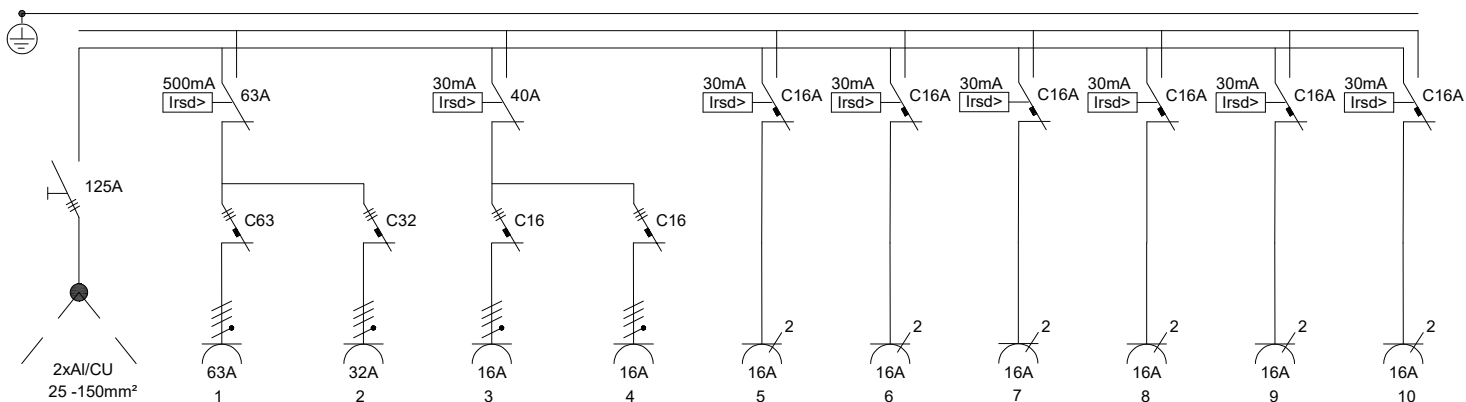 500mA
Irsd>
63A
30mA
Irsd>
40A
30mA
Irsd>
C16A
30mA
Irsd>
C16A
30mA
Irsd>
C16A
30mA
Irsd>
C16A
30mA
Irsd>
C16A
30mA
Irsd>
C16A
125A
C63
C32
C16
C16
2
2
2
2
2
2
2xAl/CU
25 -150mm²
63A
32A
16A
16A
16A
16A
16A
16A
16A
16A
1
2
3
4
5
6
7
8
9
10